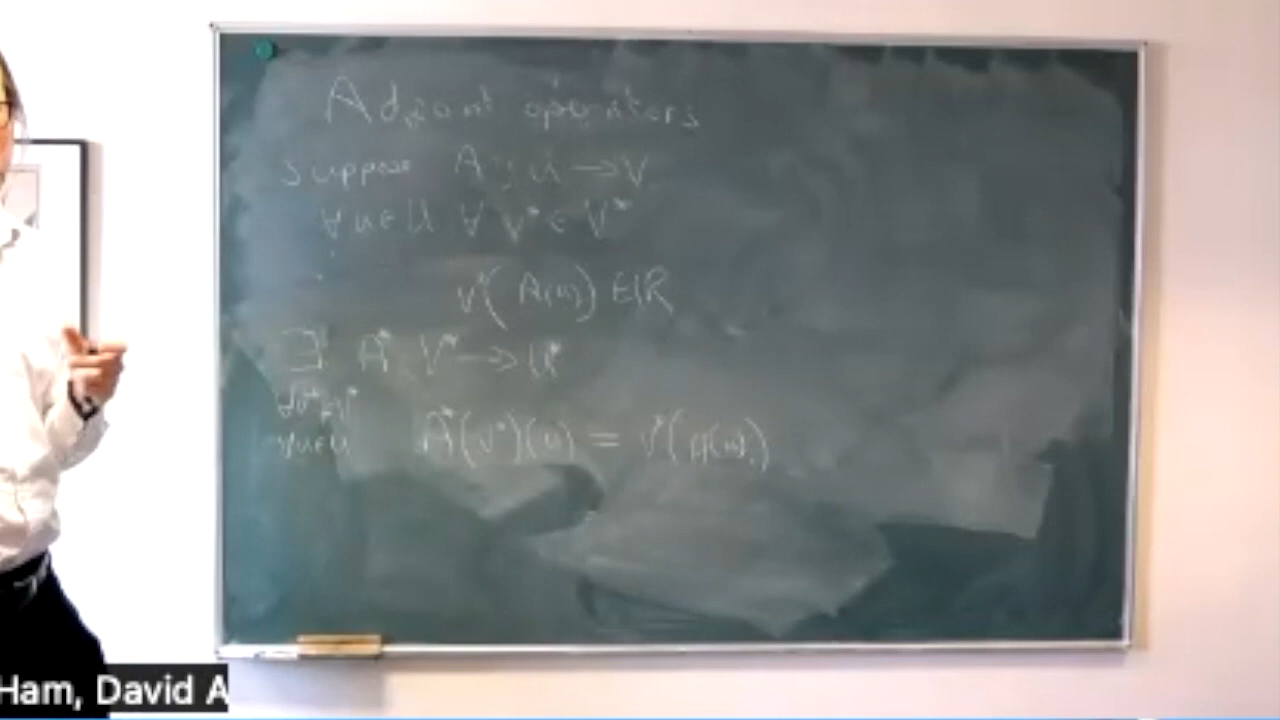 Adjoint operators
suppose A : U → V
∀ u ∈ U ∀ v* ∈ V*
v*( A(u) ) ∈ ℝ
∃ A* V* → U*
∀ v* ∈ V*
∀ u ∈ U A*(v*)(u) = v*( A(u) )
Ham, David A